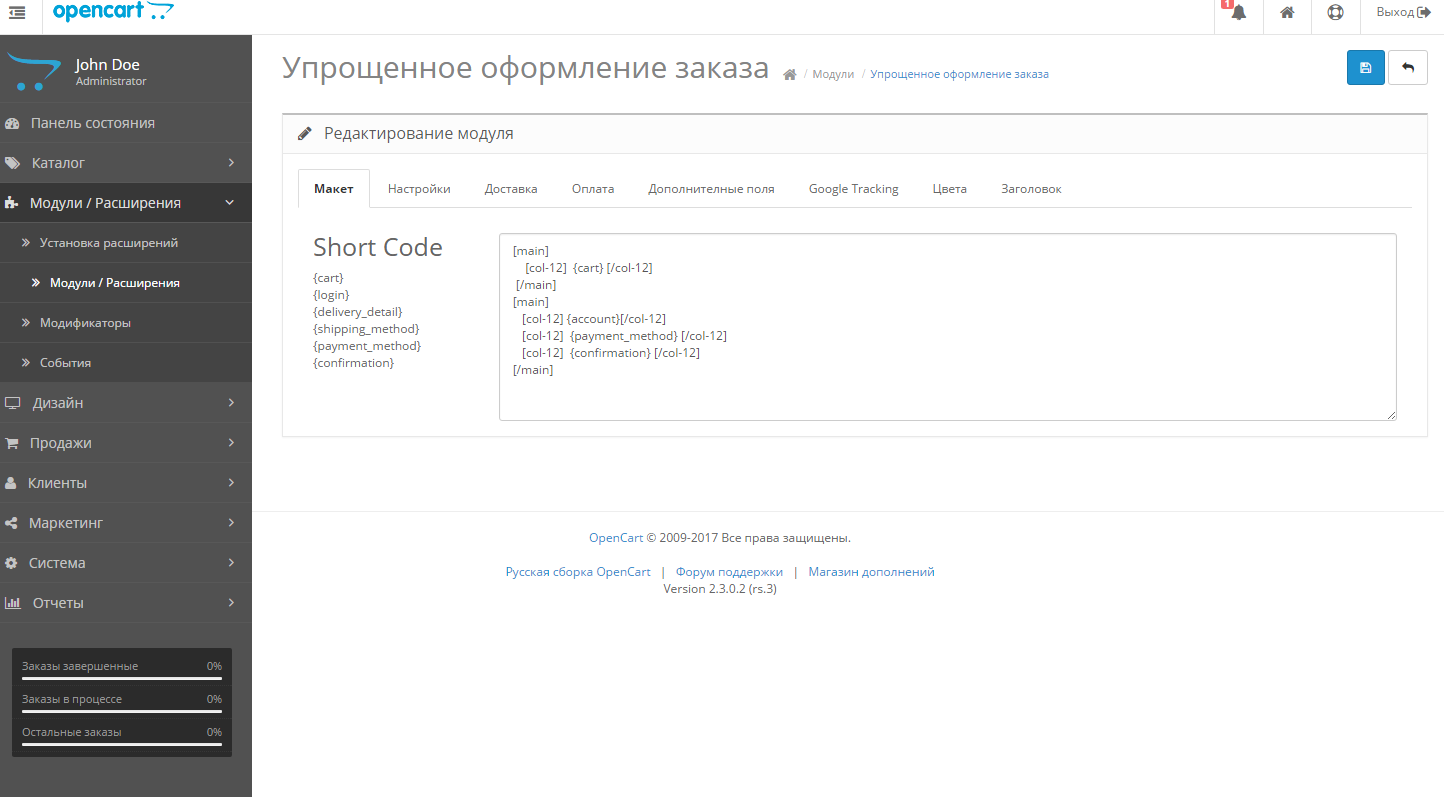 opencart
1
Выход
John Doe
Administrator
Панель состояния
Каталог
Модули / Расширения
Установка расширений
Модули / Расширения
Модификаторы
События
Дизайн
Продажи
Клиенты
Маркетинг
Система
Отчеты
Заказы завершенные 0%
Заказы в процессе 0%
Остальные заказы 0%
Упрощенное оформление заказа / Модули / Упрощенное оформление заказа
Редактирование модуля
Макет Настройки Доставка Оплата Дополнителные поля Google Tracking Цвета Заголовок
Short Code
{cart}
{login}
{delivery_detail}
{shipping_method}
{payment_method}
{confirmation}
[main]
[col-12] {cart} [/col-12]
[/main]
[main]
[col-12] {account}[/col-12]
[col-12] {payment_method} [/col-12]
[col-12] {confirmation} [/col-12]
[/main]
OpenCart © 2009-2017 Все права защищены.
Русская сборка OpenCart | Форум поддержки | Магазин дополнений
Version 2.3.0.2 (rs.3)